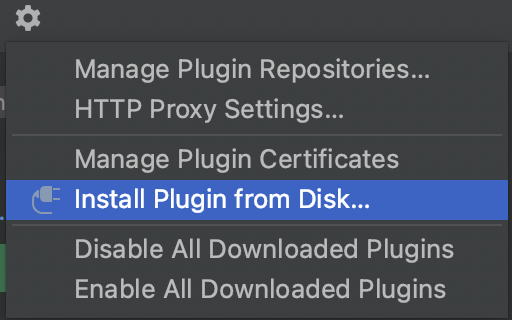 Manage Plugin Repositories...
HTTP Proxy Settings...
Manage Plugin Certificates
Install Plugin from Disk...
Disable All Downloaded Plugins
Enable All Downloaded Plugins